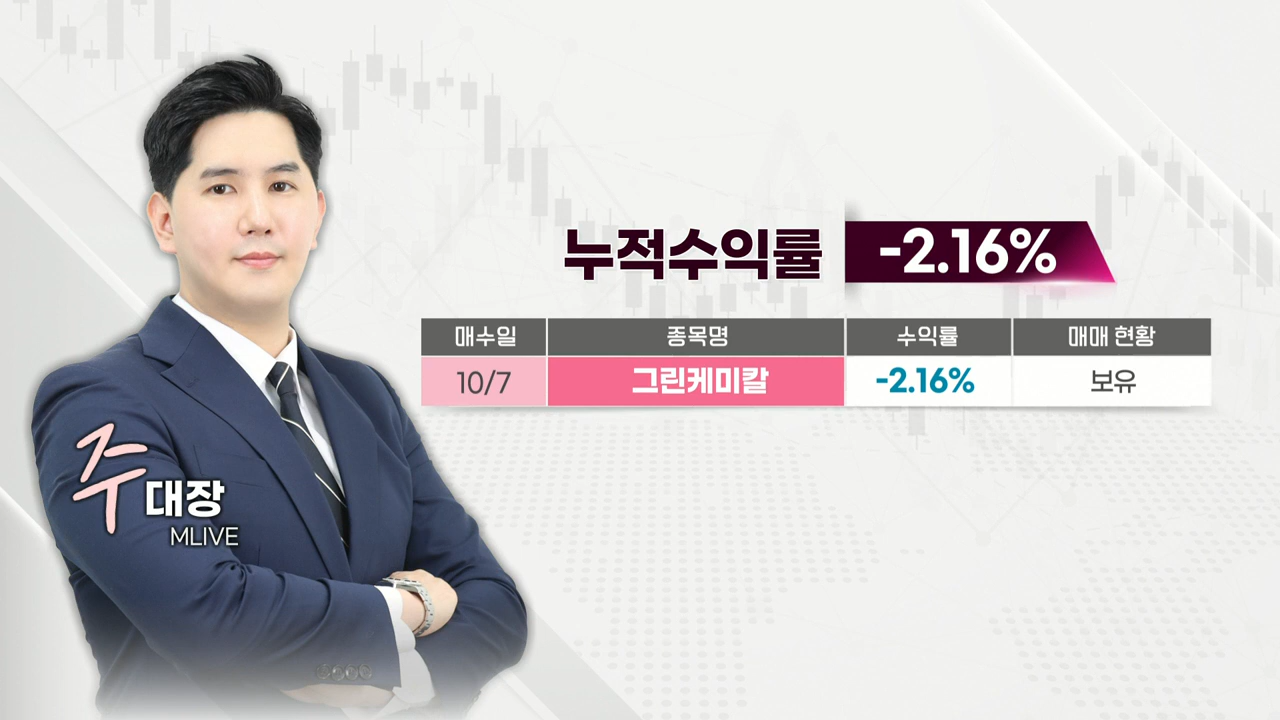 누적수익률 -2.16%
매수일 종목명 수익률 매매 현황
10/7 그린케미칼 -2.16% 보유
주대장
MLIVE